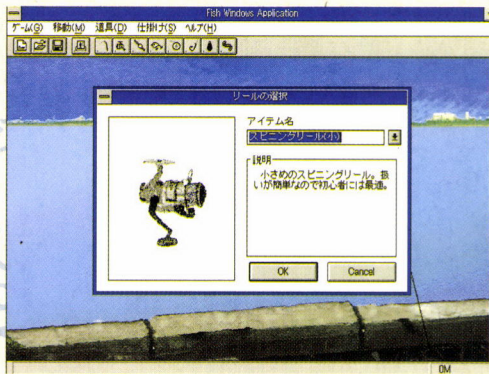 Fish Windows Application
ゲーム(G) 移動(M) 道具(D) 仕掛け(S) ヘルプ(H)
リールの選択
アイテム名
スピニングリール(小)
説明
小さめのスピニングリール。扱
いが簡単なので初心者には最適。
OK Cancel
0M